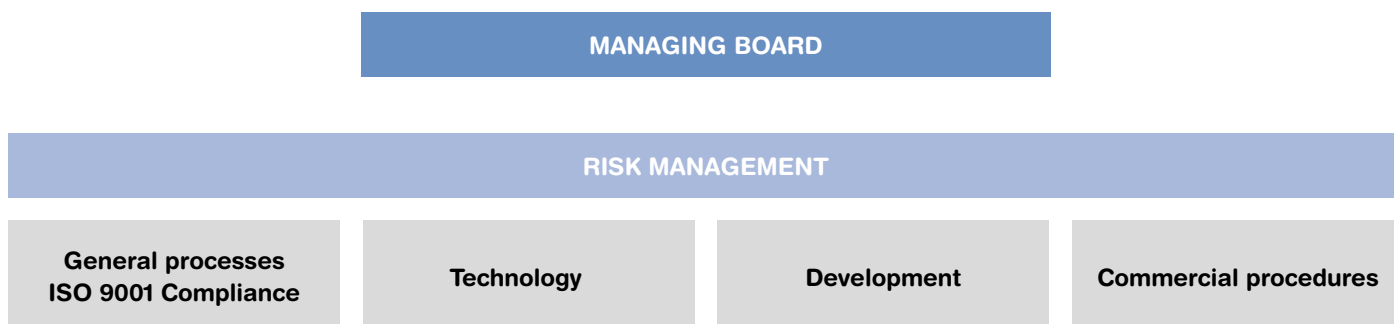 MANAGING BOARD
RISK MANAGEMENT
General processes
ISO 9001 Compliance
Technology
Development
Commercial procedures